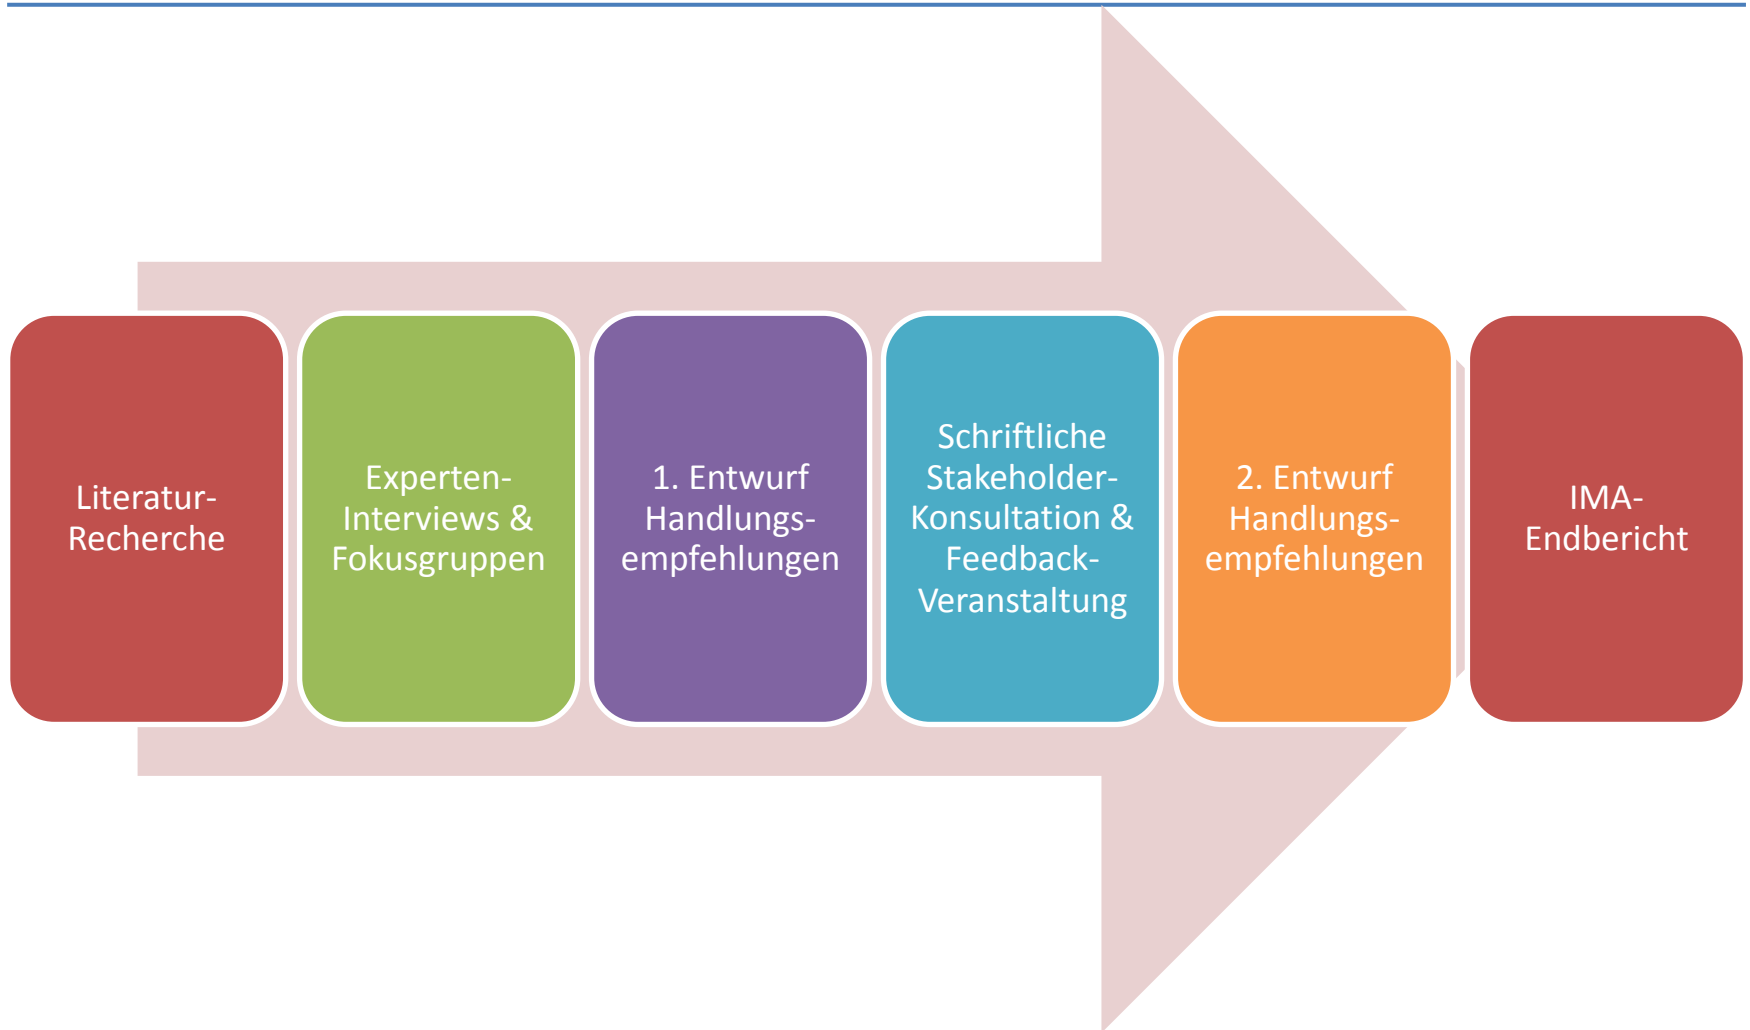 Literatur-
Recherche
Experten-
Interviews &
Fokusgruppen
1. Entwurf
Handlungs-
empfehlungen
Schriftliche
Stakeholder-
Konsultation &
Feedback-
Veranstaltung
2. Entwurf
Handlungs-
empfehlungen
IMA-
Endbericht